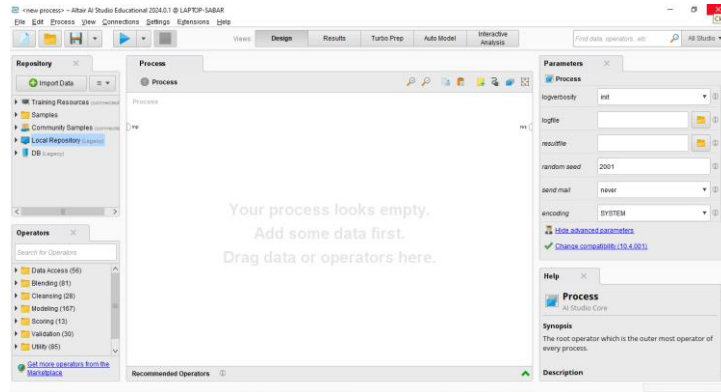 <new process> – Altair AI Studio Educational 2024.0.1 @ LAPTOP-SABAR
File Edit Process View Connections Settings Extensions Help
Views: Design Results Turbo Prep Auto Model Interactive Analysis
Find data, operators, etc
All Studio
Repository
Import Data
Training Resources (connected
Samples
Community Samples (connected
Local Repository (Legacy)
DB (Legacy)
Operators
Search for Operators
Data Access (56)
Blending (81)
Cleansing (28)
Modeling (167)
Scoring (13)
Validation (30)
Utility (85)
Get more operators from the
Marketplace
Process
Process
Process
inp
res
Your process looks empty.
Add some data first.
Drag data or operators here.
Recommended Operators
Parameters
Process
logverbosity init
logfile
resultfile
random seed 2001
send mail never
encoding SYSTEM
Hide advanced parameters
Change compatibility (10.4.001)
Help
Process
AI Studio Core
Synopsis
The root operator which is the outer most operator of
every process.
Description